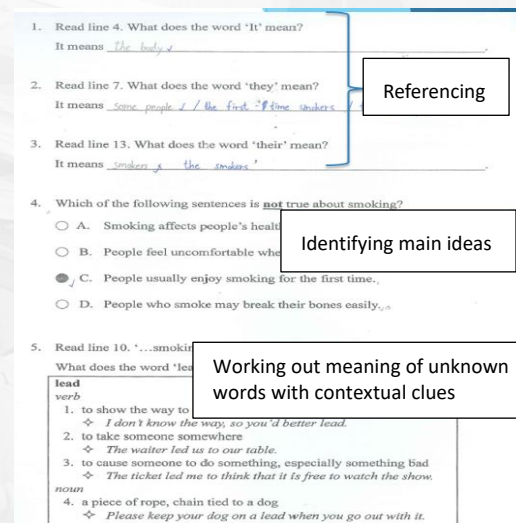 1. Read line 4. What does the word 'It' mean?
It means the body
2. Read line 7. What does the word 'they' mean?
It means some people / the first time smokers /
Referencing
3. Read line 13. What does the word 'their' mean?
It means smokers the smokers'
4. Which of the following sentences is not true about smoking?
A. Smoking affects people's healt
B. People feel uncomfortable whe
Identifying main ideas
C. People usually enjoy smoking for the first time.
D. People who smoke may break their bones easily.
5. Read line 10. '...smokin
What does the word 'lea
Working out meaning of unknown
words with contextual clues
lead
verb
1. to show the way to
❖ I don't know the way, so you'd better lead.
2. to take someone somewhere
❖ The waiter led us to our table.
3. to cause someone to do something, especially something bad
❖ The ticket led me to think that it is free to watch the show.
noun
4. a piece of rope, chain tied to a dog
❖ Please keep your dog on a lead when you go out with it.